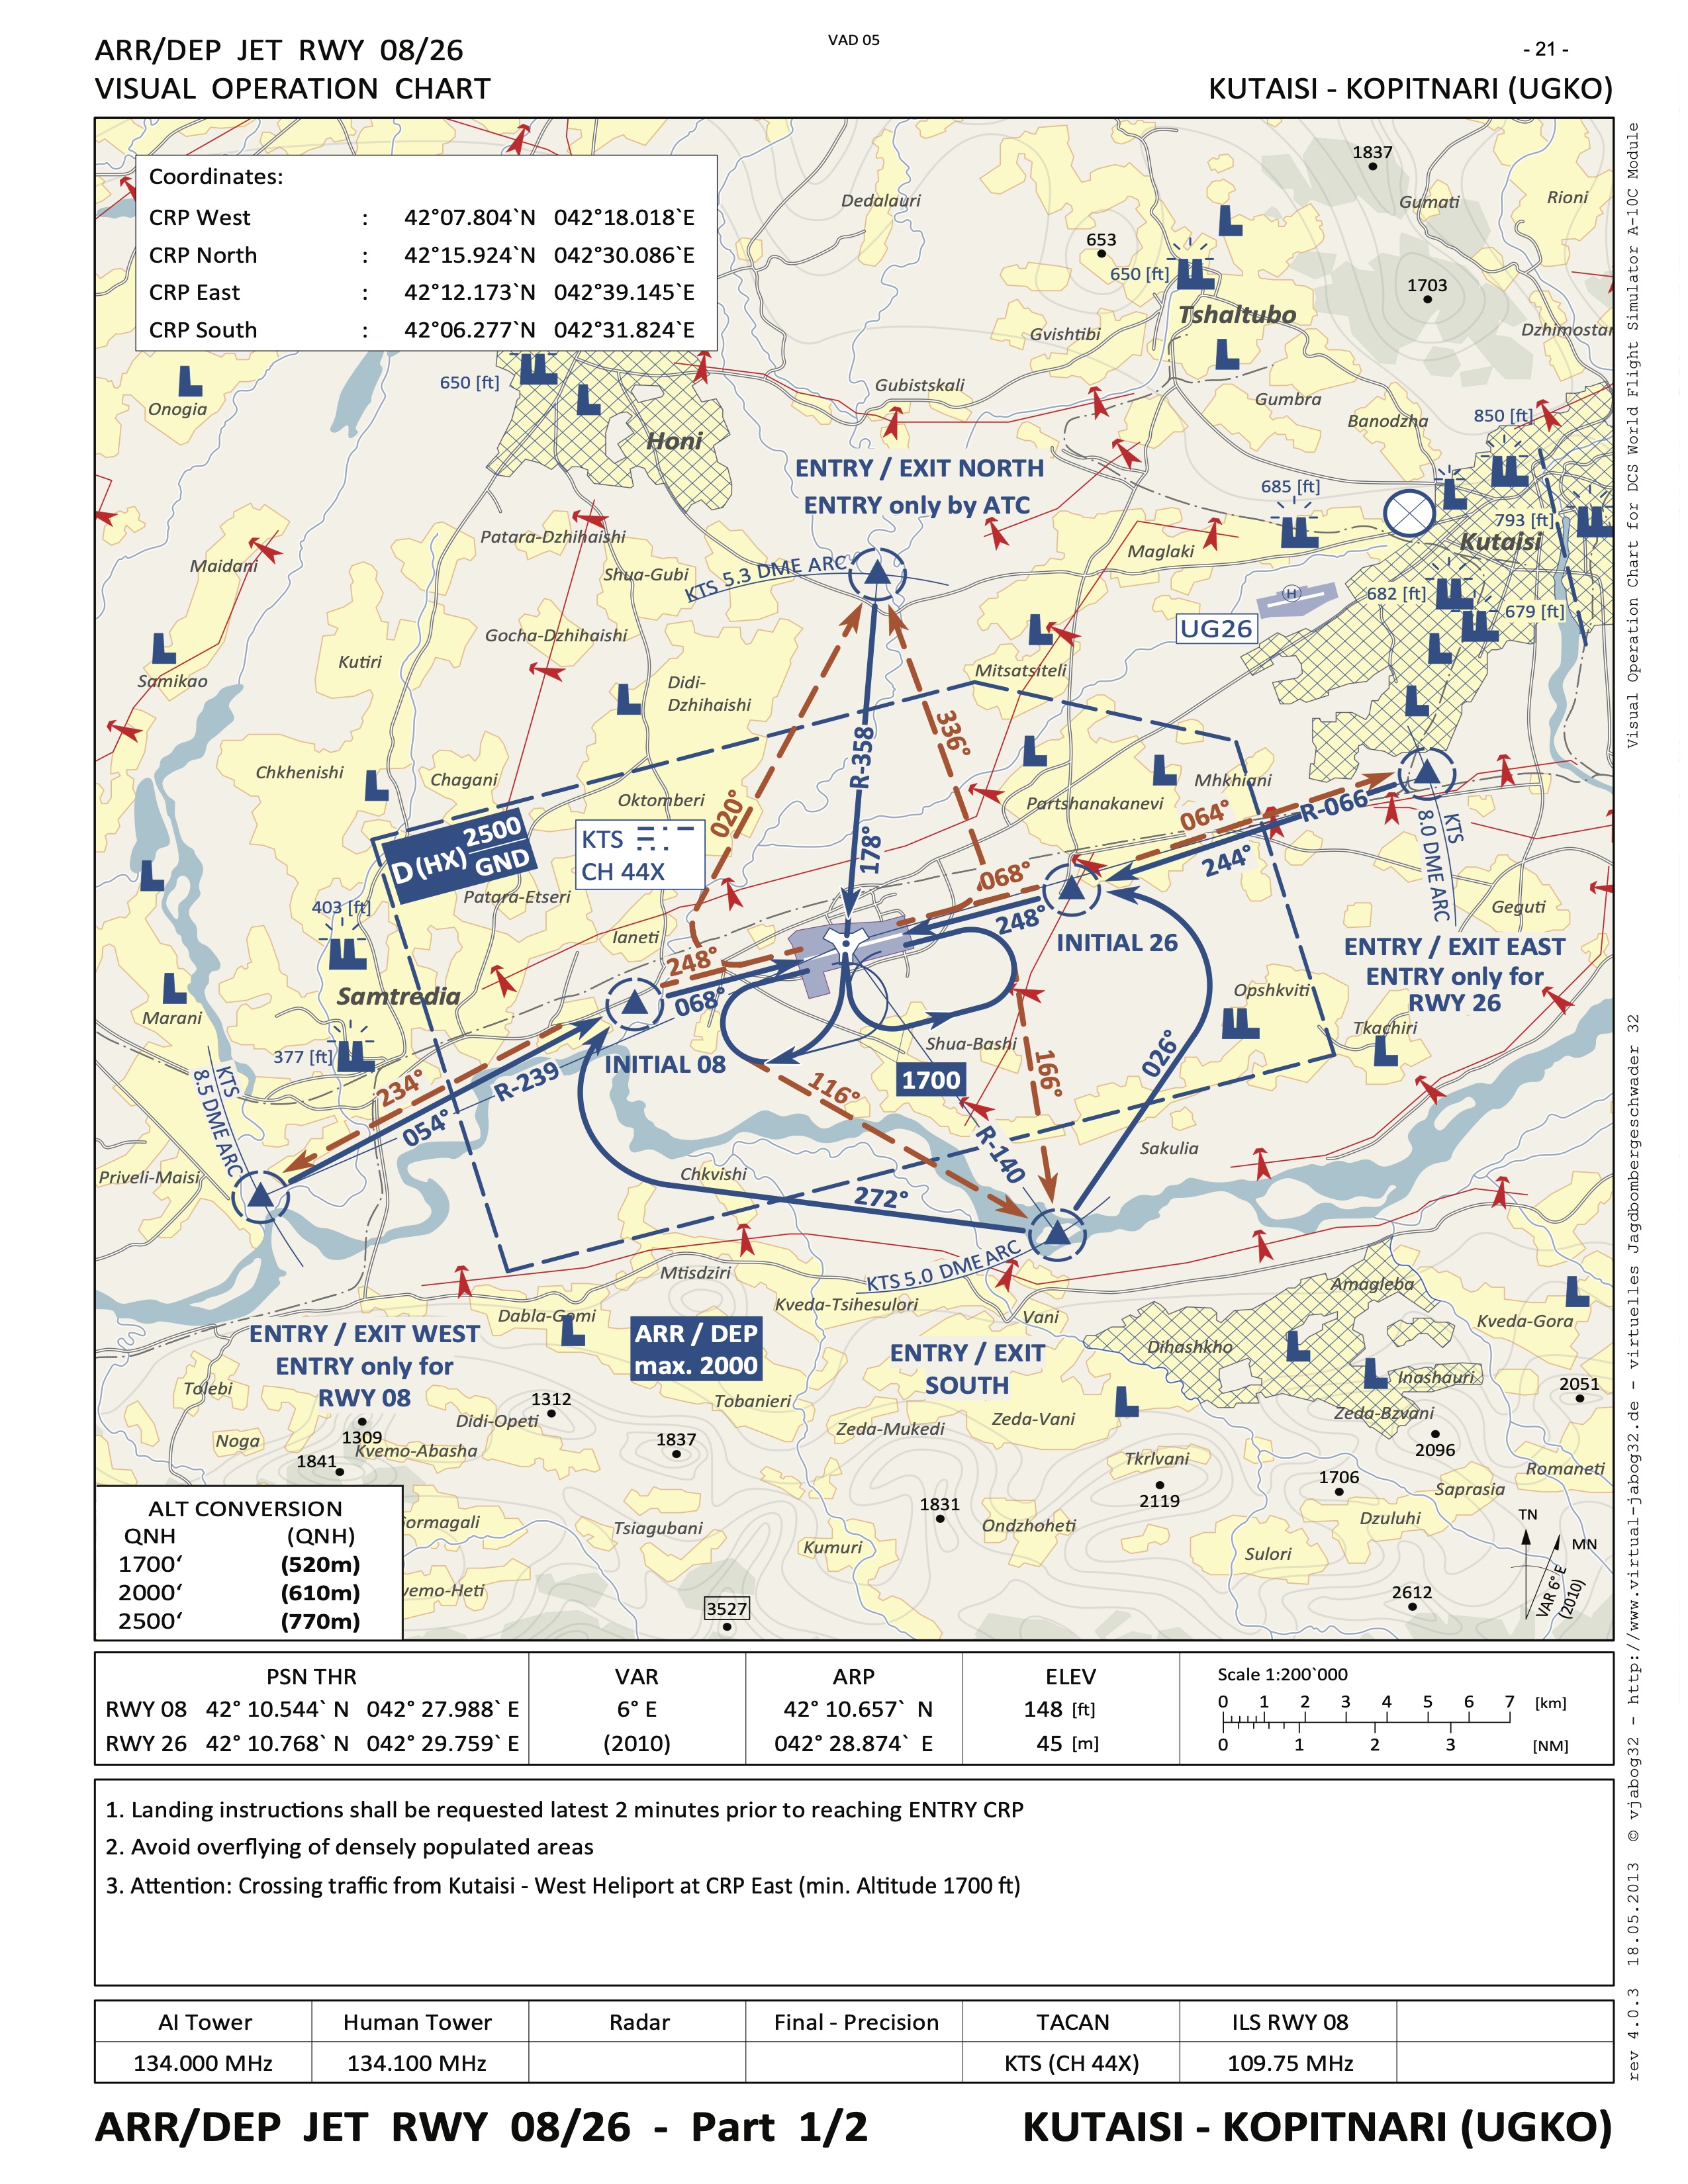 ARR/DEP JET RWY 08/26
VAD 05
- 21 -
VISUAL OPERATION CHART
KUTAISI - KOPITNARI (UGKO)
Coordinates:
CRP West : 42°07.804`N 042°18.018`E
CRP North : 42°15.924`N 042°30.086`E
CRP East : 42°12.173`N 042°39.145`E
CRP South : 42°06.277`N 042°31.824`E
1837
Dedalauri
Gumati
Rioni
653
650 [ft]
1703
Tshaltubo
Dzhimostar
Gvishtibi
650 [ft]
Onogia
Gubistskali
Gumbra
Banodzha
850 [ft]
Honi
ENTRY / EXIT NORTH
ENTRY only by ATC
685 [ft]
793 [ft]
Kutaisi
Patara-Dzhihaishi
Maglaki
Maidani
Shua-Gubi
KTS 5.3 DME ARC
H
682 [ft]
679 [ft]
UG26
Gocha-Dzhihaishi
Kutiri
Samikao
Mitsatsiteli
Didi-
Dzhihaishi
336°
R-358
Chkhenishi
Chagani
Mhkhiani
Oktomberi
Partshanakanevi
020°
064°
R-066
KTS
8.0 DME ARC
D (HX) 2500
GND
KTS
CH 44X
178°
244°
Patara-Etseri
068°
403 [ft]
Geguti
248°
Ianeti
INITIAL 26
ENTRY / EXIT EAST
ENTRY only for
RWY 26
248°
Samtredia
068°
Opshkviti
Marani
Tkachiri
Shua-Bashi
377 [ft]
INITIAL 08
1700
026°
KTS
8.5 DME ARC
234°
R-239
116°
166°
054°
R-140
Sakulia
Priveli-Maisi
Chkvishi
272°
KTS 5.0 DME ARC
Mtisdziri
Amagleba
Dabla-Gomi
Kveda-Tsihesulori
Vani
Kveda-Gora
ENTRY / EXIT WEST
ENTRY only for
RWY 08
ARR / DEP
max. 2000
ENTRY / EXIT
SOUTH
Dihashkho
Inashauri
Tolebi
2051
1312
Didi-Opeti
Tobanieri
Zeda-Mukedi
Zeda-Vani
Zeda-Bzvani
Noga
1309
Kvemo-Abasha
1837
2096
1841
Tkrlvani
Romaneti
1706
Saprasia
2119
1831
ALT CONVERSION
QNH (QNH)
1700‘ (520m)
2000‘ (610m)
2500‘ (770m)
ormagali
Tsiagubani
Ondzhoheti
Dzuluhi
TN
MN
VAR 6° E
(2010)
Kumuri
Sulori
vemo-Heti
3527
2612
PSN THR
RWY 08 42° 10.544` N 042° 27.988` E
RWY 26 42° 10.768` N 042° 29.759` E
VAR
6° E
(2010)
ARP
42° 10.657` N
042° 28.874` E
ELEV
148 [ft]
45 [m]
Scale 1:200`000
0 1 2 3 4 5 6 7 [km]
0 1 2 3 [NM]
1. Landing instructions shall be requested latest 2 minutes prior to reaching ENTRY CRP
2. Avoid overflying of densely populated areas
3. Attention: Crossing traffic from Kutaisi - West Heliport at CRP East (min. Altitude 1700 ft)
AI Tower Human Tower Radar Final - Precision TACAN ILS RWY 08
134.000 MHz 134.100 MHz KTS (CH 44X) 109.75 MHz
ARR/DEP JET RWY 08/26 - Part 1/2
KUTAISI - KOPITNARI (UGKO)
rev 4.0.3 18.05.2013 © vjabog32 - http://www.virtual-jabog32.de - virtuelles Jagdbombergeschwader 32
Visual Operation Chart for DCS World Flight Simulator A-10C Module